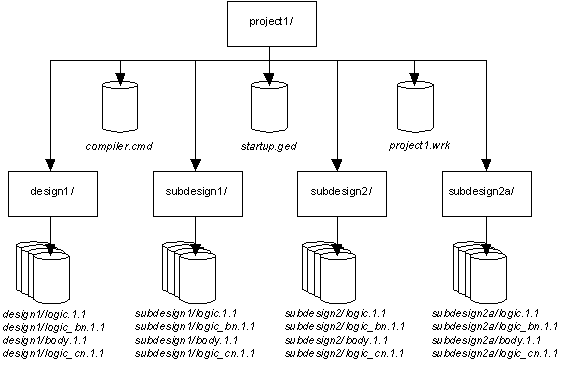 project1/
compiler.cmd
startup.ged
project1.wrk
design1/
subdesign1/
subdesign2/
subdesign2a/
design1/logic.1.1
design1/logic_bn.1.1
design1/body.1.1
design1/logic_cn.1.1
subdesign1/logic.1.1
subdesign1/logic_bn.1.1
subdesign1/body.1.1
subdesign1/logic_cn.1.1
subdesign2/logic.1.1
subdesign2/logic_bn.1.1
subdesign2/body.1.1
subdesign2/logic_cn.1.1
subdesign2a/logic.1.1
subdesign2a/logic_bn.1.1
subdesign2a/body.1.1
subdesign2a/logic_cn.1.1